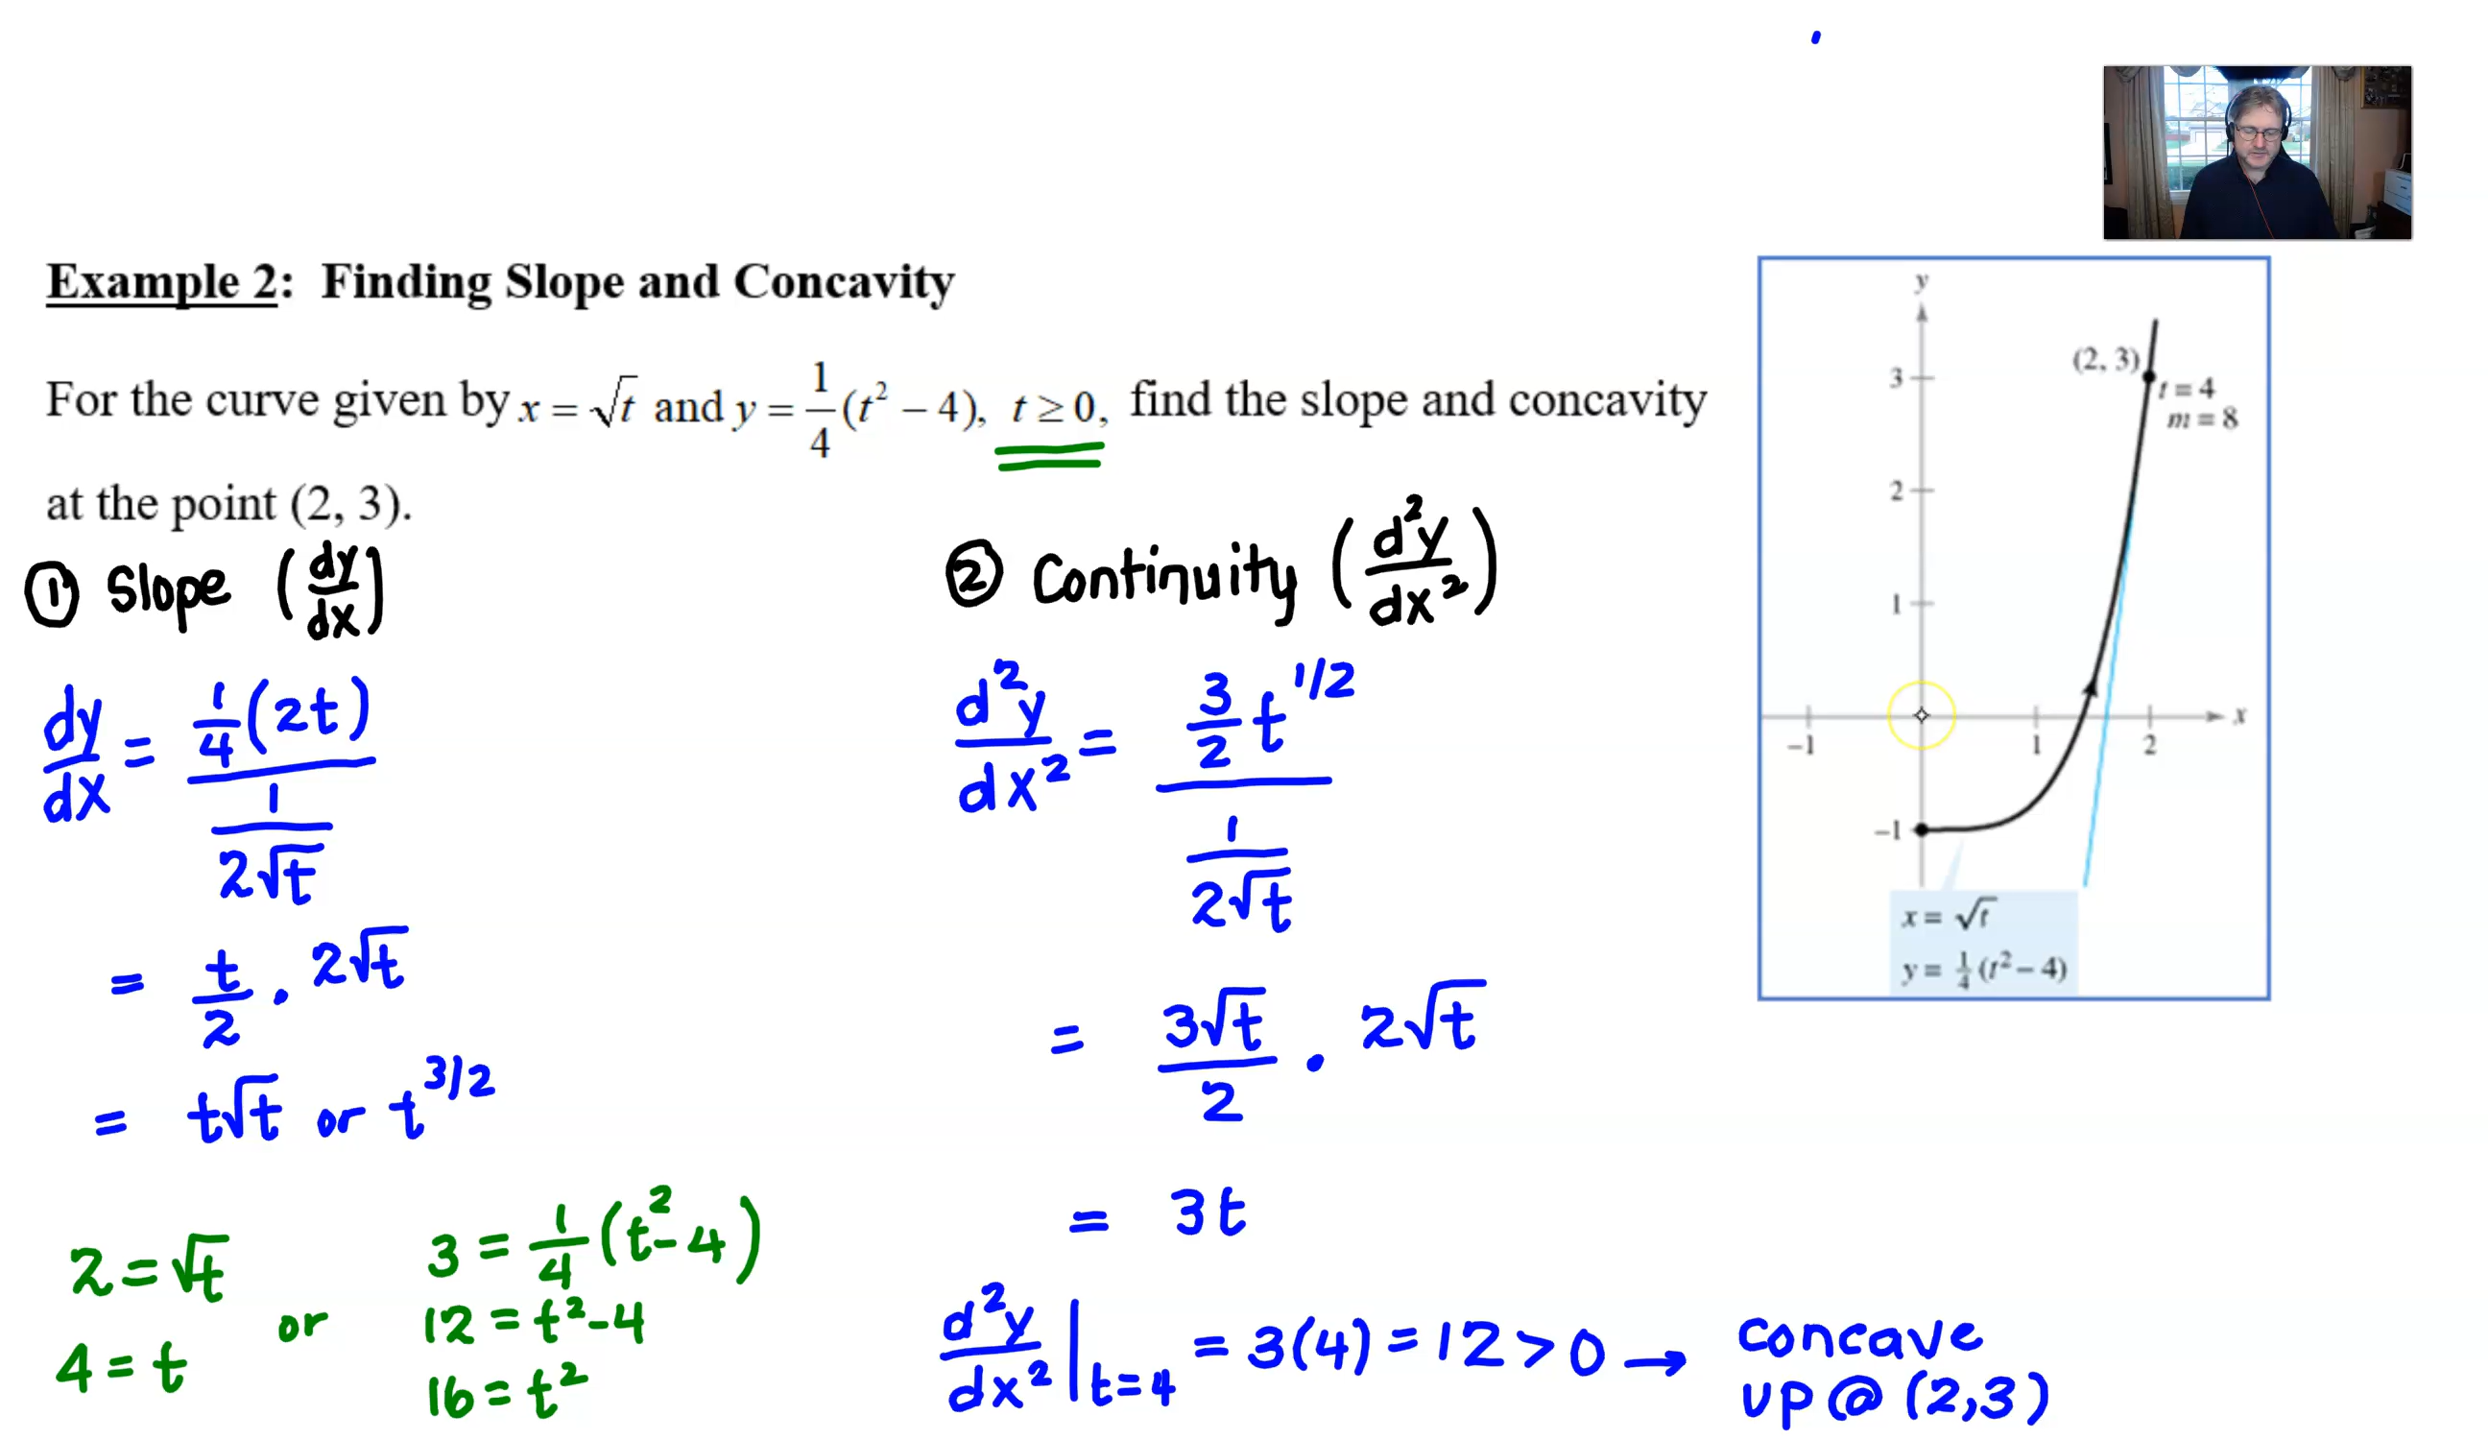 Example 2: Finding Slope and Concavity
For the curve given by x = √t and y = 1/4 (t² − 4), t ≥ 0, find the slope and concavity
at the point (2, 3).
① Slope (dy/dx)
dy/dx = (1/4 (2t)) / (1/(2√t))
= t/2 · 2√t
= t√t or t^(3/2)
2 = √t
4 = t
or
3 = 1/4 (t² − 4)
12 = t² − 4
16 = t²
② Continuity (d²y/dx²)
d²y/dx² = (3/2 t^(1/2)) / (1/(2√t))
= 3√t/2 · 2√t
= 3t
d²y/dx² |t=4 = 3(4) = 12 > 0 → concave
up @ (2,3)
y
(2, 3)
3
t = 4
m = 8
2
1
−1 1 2 x
−1
x = √t
y = 1/4 (t² − 4)